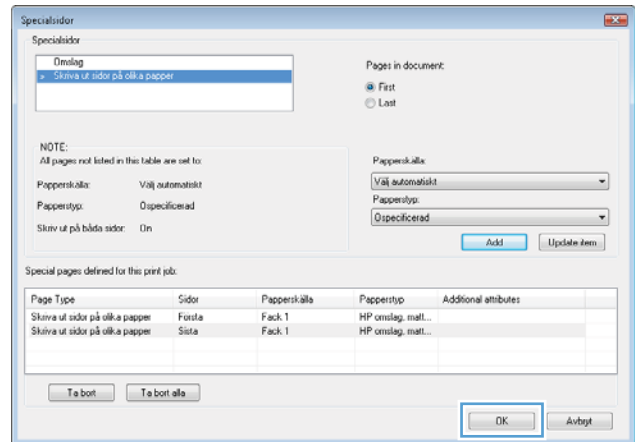 Specialsidor
Specialsidor
Omslag
» Skriva ut sidor på olika papper
Pages in document:
First
Last
NOTE:
All pages not listed in this table are set to:
Papperskälla: Välj automatiskt
Papperstyp: Ospecificerad
Skriv ut på båda sidor: On
Papperskälla:
Välj automatiskt
Papperstyp:
Ospecificerad
Add Update item
Special pages defined for this print job:
Page Type Sidor Papperskälla Papperstyp Additional attributes
Skriva ut sidor på olika papper Första Fack 1 HP omslag, matt...
Skriva ut sidor på olika papper Sista Fack 1 HP omslag, matt...
Ta bort Ta bort alla
OK Avbryt